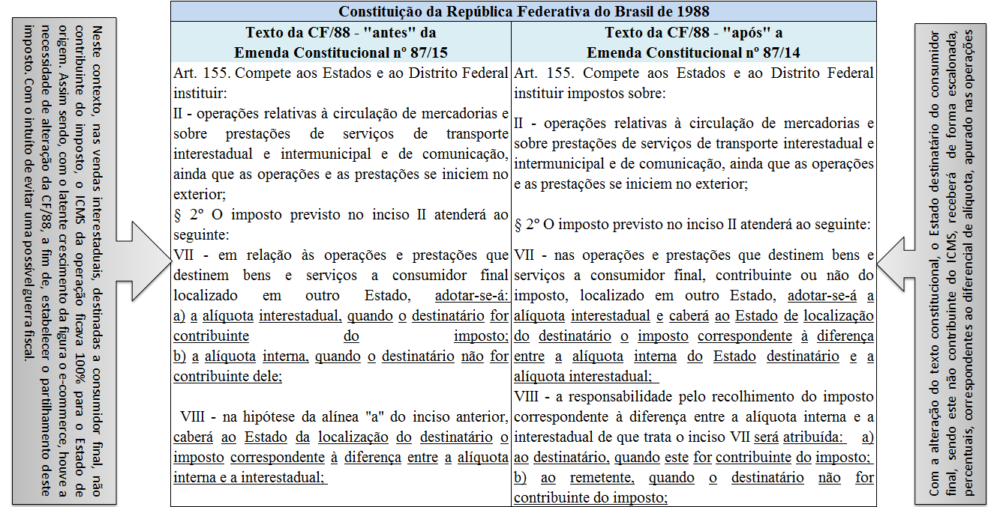 Neste contexto, nas vendas interestaduais, destinadas a consumidor final, não
contribuinte do imposto, o ICMS da operação ficava 100% para o Estado de
origem. Assim sendo, com o latente crescimento da figura o e-commerce, houve a
necessidade de alteração da CF/88, a fim de, estabelecer o partilhamento deste
imposto. Com o intuito de evitar uma possível guerra fiscal.
Constituição da República Federativa do Brasil de 1988
Texto da CF/88 - "antes" da
Emenda Constitucional nº 87/15
Art. 155. Compete aos Estados e ao Distrito Federal
instituir:
II - operações relativas à circulação de mercadorias e
sobre prestações de serviços de transporte
interestadual e intermunicipal e de comunicação,
ainda que as operações e as prestações se iniciem no
exterior;
§ 2º O imposto previsto no inciso II atenderá ao
seguinte:
VII - em relação às operações e prestações que
destinem bens e serviços a consumidor final
localizado em outro Estado, adotar-se-á:
a) a alíquota interestadual, quando o destinatário for
contribuinte do imposto;
b) a alíquota interna, quando o destinatário não for
contribuinte dele;
VIII - na hipótese da alínea "a" do inciso anterior,
caberá ao Estado da localização do destinatário o
imposto correspondente à diferença entre a alíquota
interna e a interestadual;
Texto da CF/88 - "após" a
Emenda Constitucional nº 87/14
Art. 155. Compete aos Estados e ao Distrito Federal
instituir impostos sobre:
II - operações relativas à circulação de mercadorias e
sobre prestações de serviços de transporte interestadual e
intermunicipal e de comunicação, ainda que as operações
e as prestações se iniciem no exterior;
§ 2º O imposto previsto no inciso II atenderá ao seguinte:
VII - nas operações e prestações que destinem bens e
serviços a consumidor final, contribuinte ou não do
imposto, localizado em outro Estado, adotar-se-á a
alíquota interestadual e caberá ao Estado de localização
do destinatário o imposto correspondente à diferença
entre a alíquota interna do Estado destinatário e a
alíquota interestadual;
VIII - a responsabilidade pelo recolhimento do imposto
correspondente à diferença entre a alíquota interna e a
interestadual de que trata o inciso VII será atribuída: a)
ao destinatário, quando este for contribuinte do imposto;
b) ao remetente, quando o destinatário não for
contribuinte do imposto;
Com a alteração do texto constitucional, o Estado destinatário do consumidor
final, sendo este não contribuinte do ICMS, receberá de forma escalonada,
percentuais, correspondentes ao diferencial de alíquota, apurado nas operações